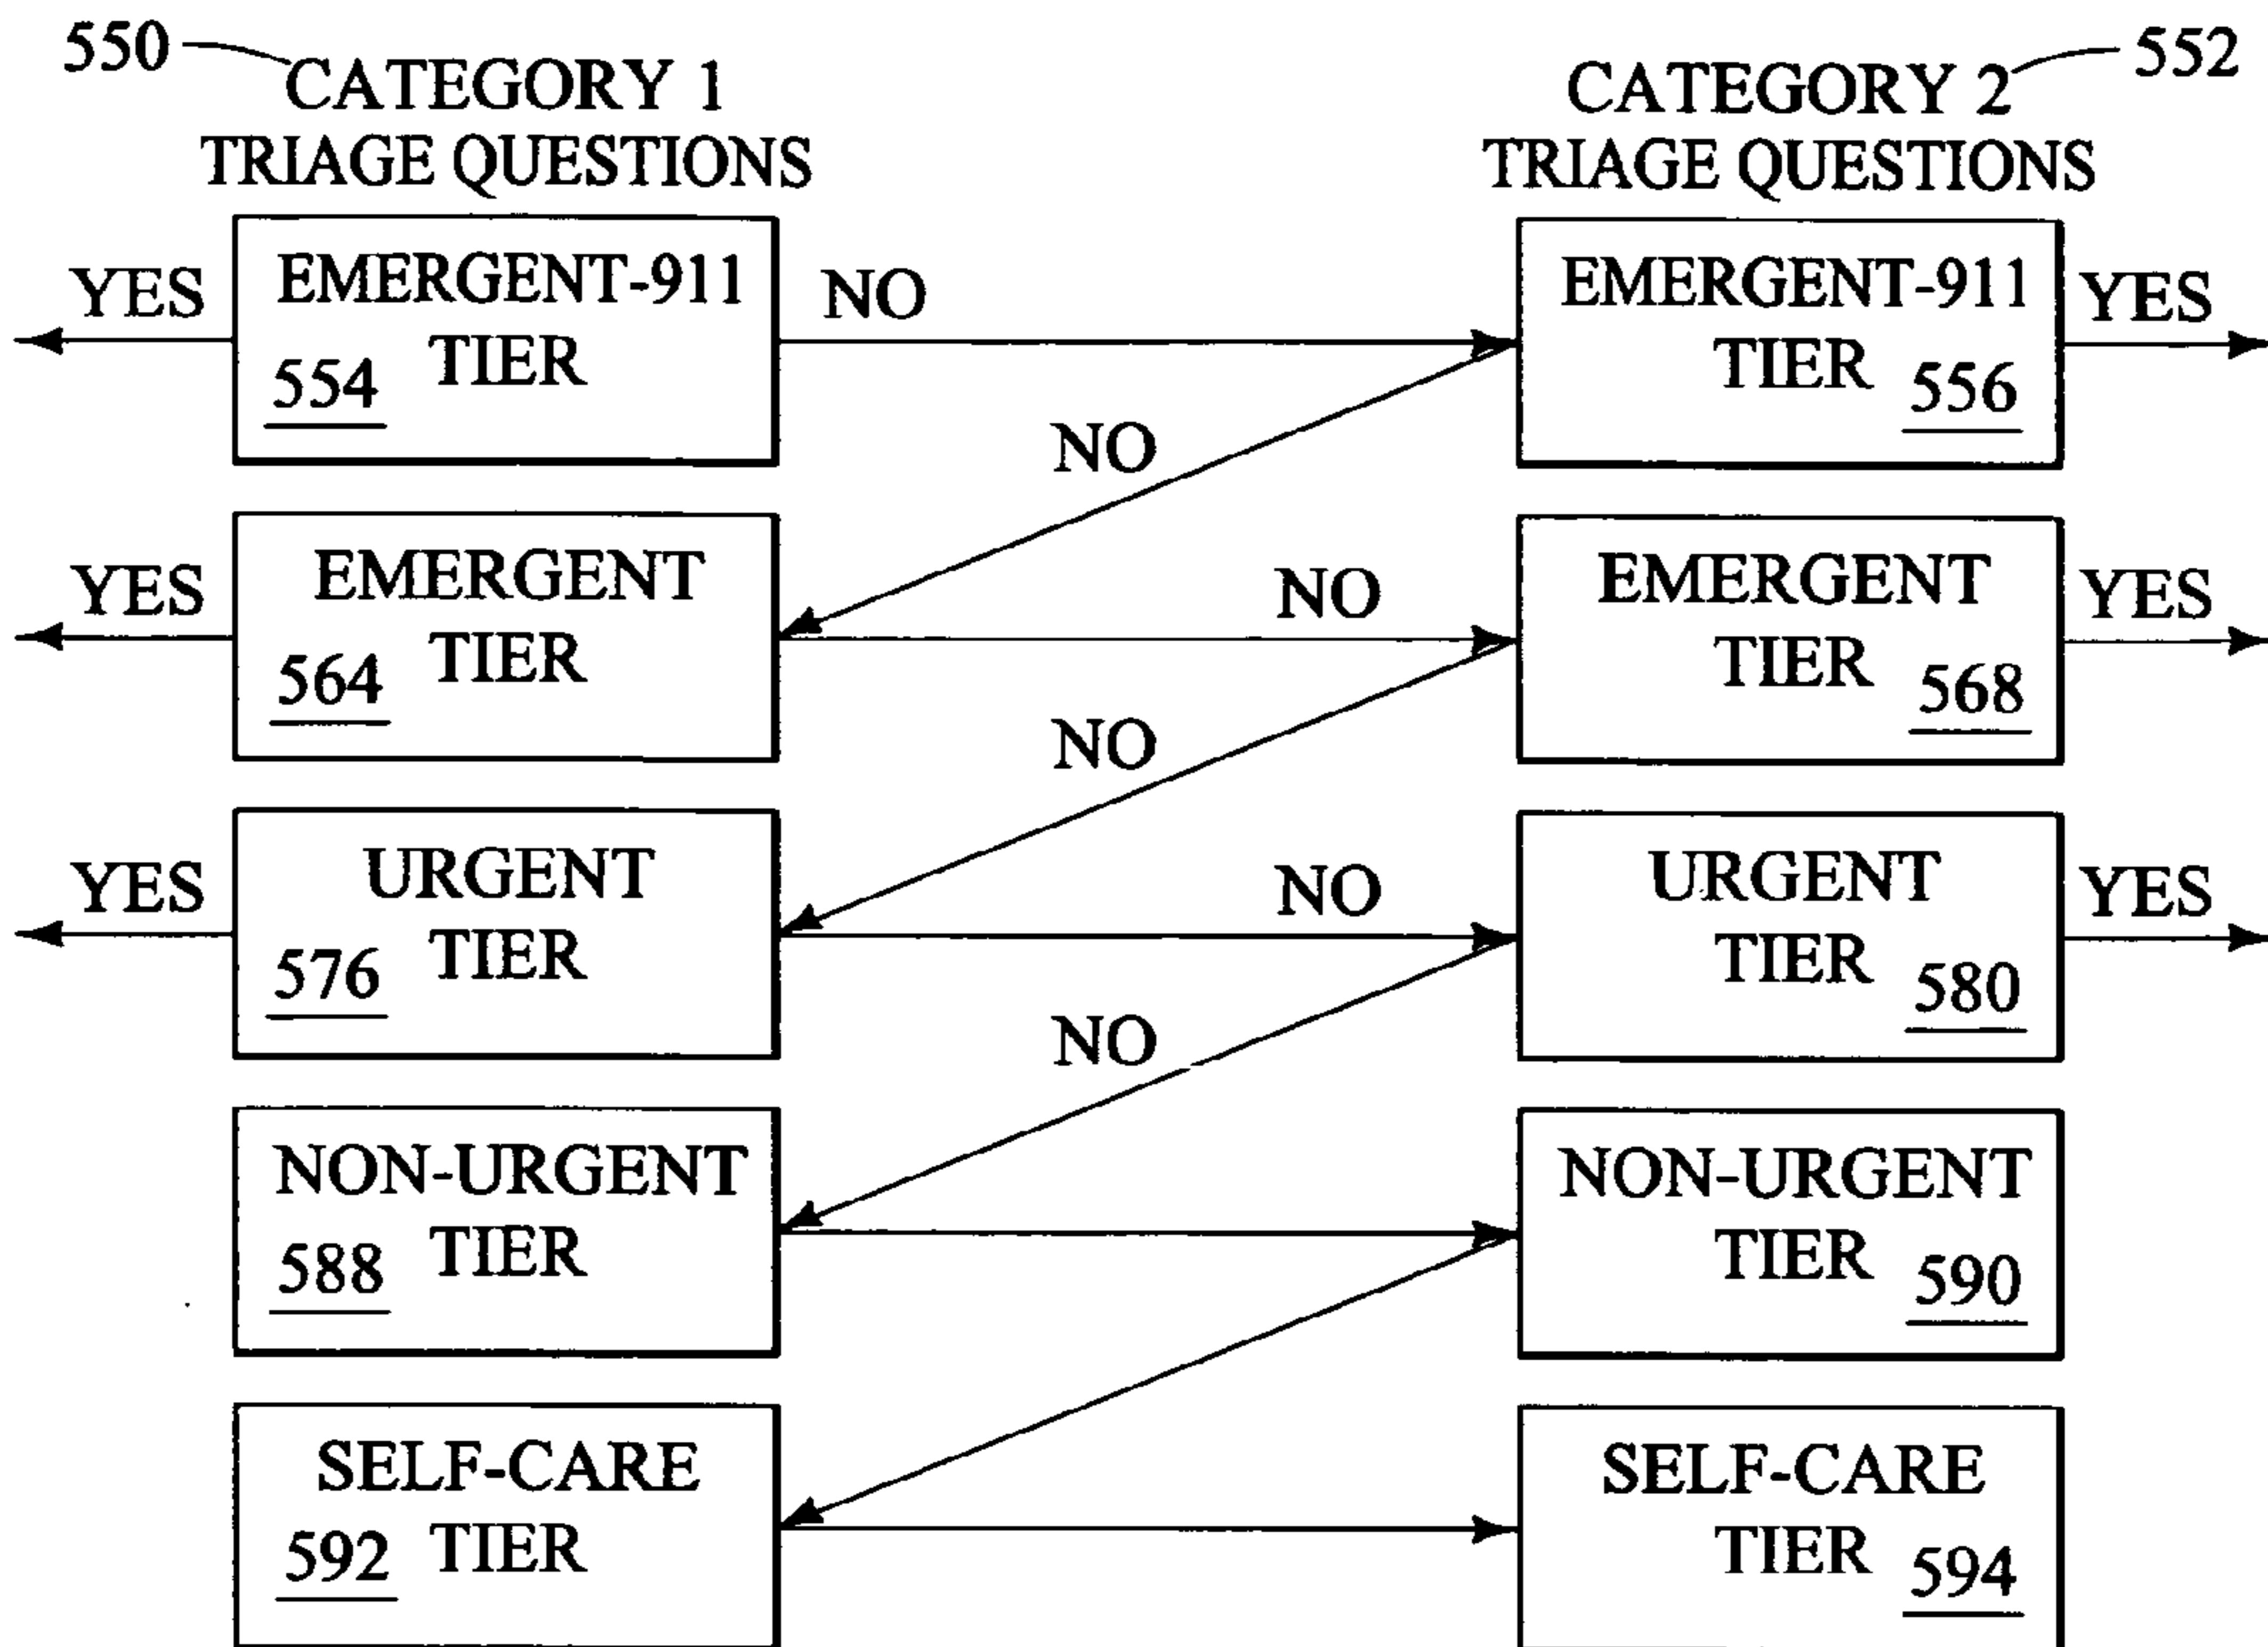 550
CATEGORY 1
TRIAGE QUESTIONS
552
CATEGORY 2
TRIAGE QUESTIONS
YES
EMERGENT-911
TIER
554
NO
EMERGENT-911
TIER
556
YES
NO
YES
EMERGENT
TIER
564
NO
EMERGENT
TIER
568
YES
NO
YES
URGENT
TIER
576
NO
URGENT
TIER
580
YES
NO
NON-URGENT
TIER
588
NON-URGENT
TIER
590
SELF-CARE
TIER
592
SELF-CARE
TIER
594